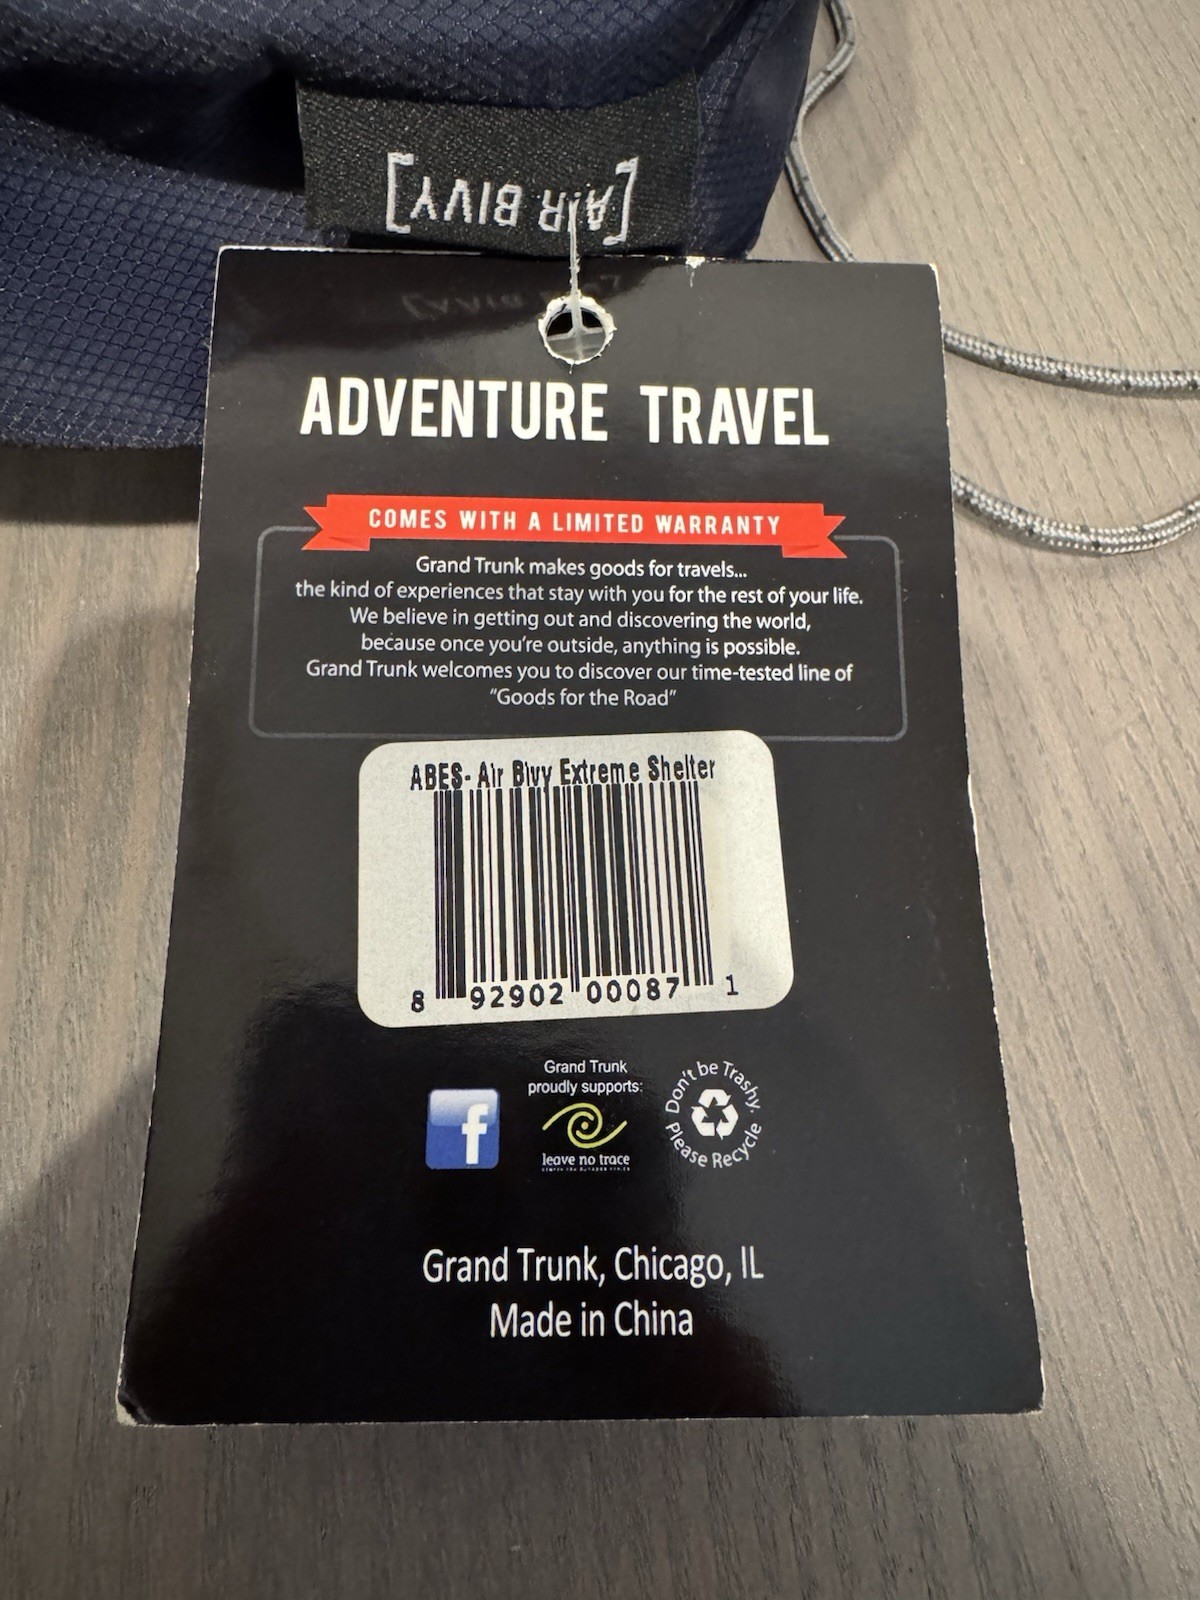 [AIR BIVY]
ADVENTURE TRAVEL
COMES WITH A LIMITED WARRANTY
Grand Trunk makes goods for travels...
the kind of experiences that stay with you for the rest of your life.
We believe in getting out and discovering the world,
because once you're outside, anything is possible.
Grand Trunk welcomes you to discover our time-tested line of
"Goods for the Road"
ABES- Air Bivy Extreme Shelter
8 92902 00087 1
Grand Trunk
proudly supports:
f
leave no trace
Don't be Trashy.
Please Recycle
Grand Trunk, Chicago, IL
Made in China